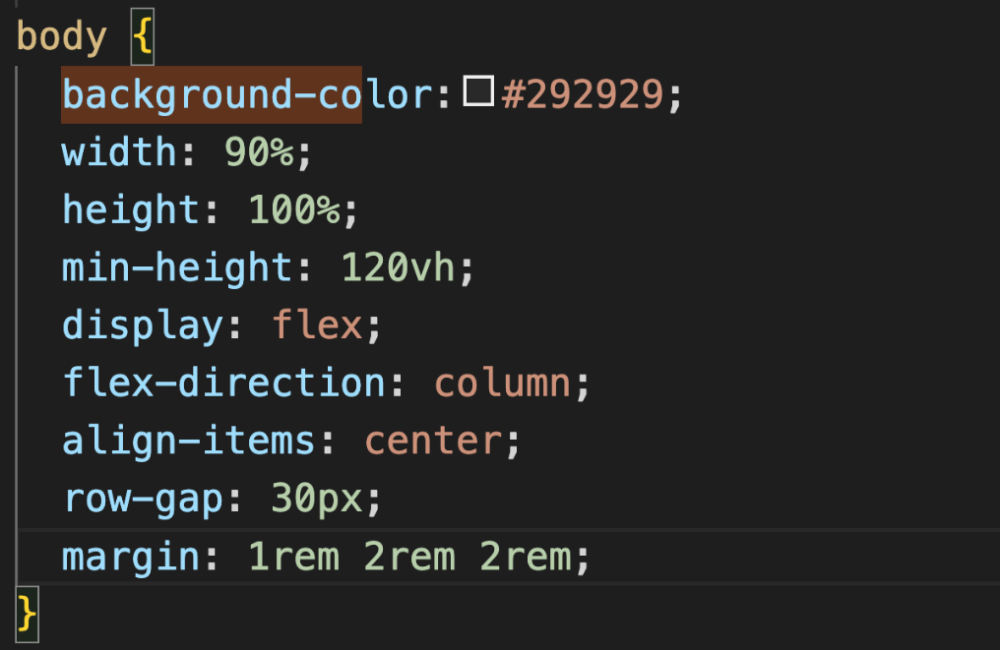 body {
background-color: #292929;
width: 90%;
height: 100%;
min-height: 120vh;
display: flex;
flex-direction: column;
align-items: center;
row-gap: 30px;
margin: 1rem 2rem 2rem;
}